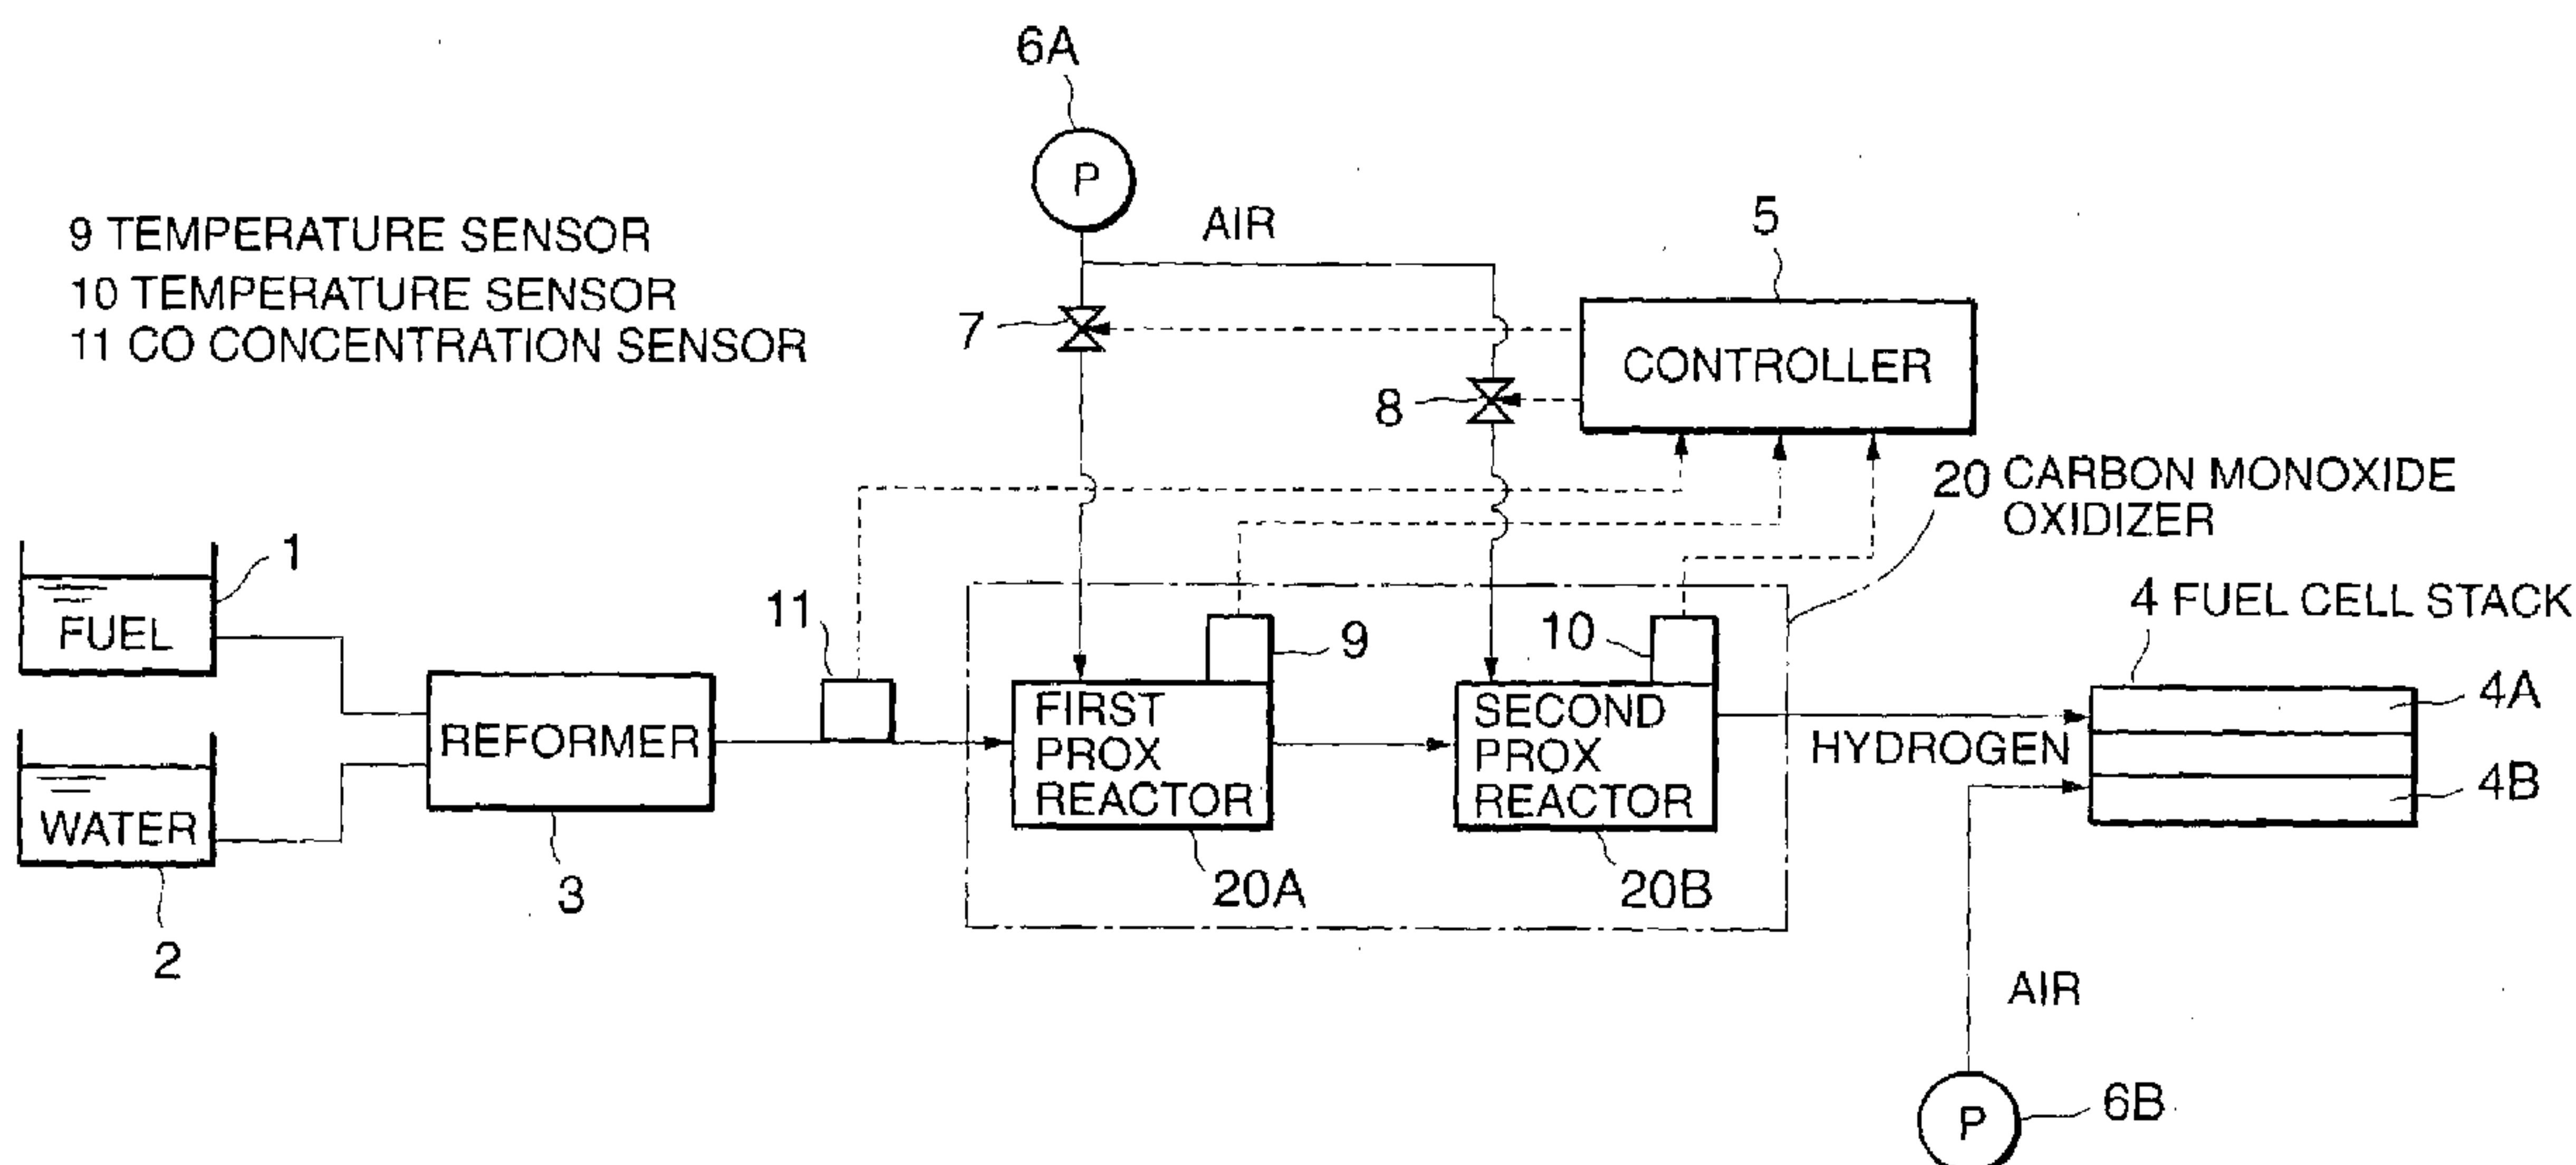 6A
P
AIR
5
9 TEMPERATURE SENSOR
10 TEMPERATURE SENSOR
11 CO CONCENTRATION SENSOR
7
CONTROLLER
8
20 CARBON MONOXIDE
OXIDIZER
1
FUEL
11
9
10
4 FUEL CELL STACK
4A
REFORMER
FIRST
PROX
REACTOR
SECOND
PROX
REACTOR
HYDROGEN
4B
WATER
3
20A
20B
2
AIR
P
6B